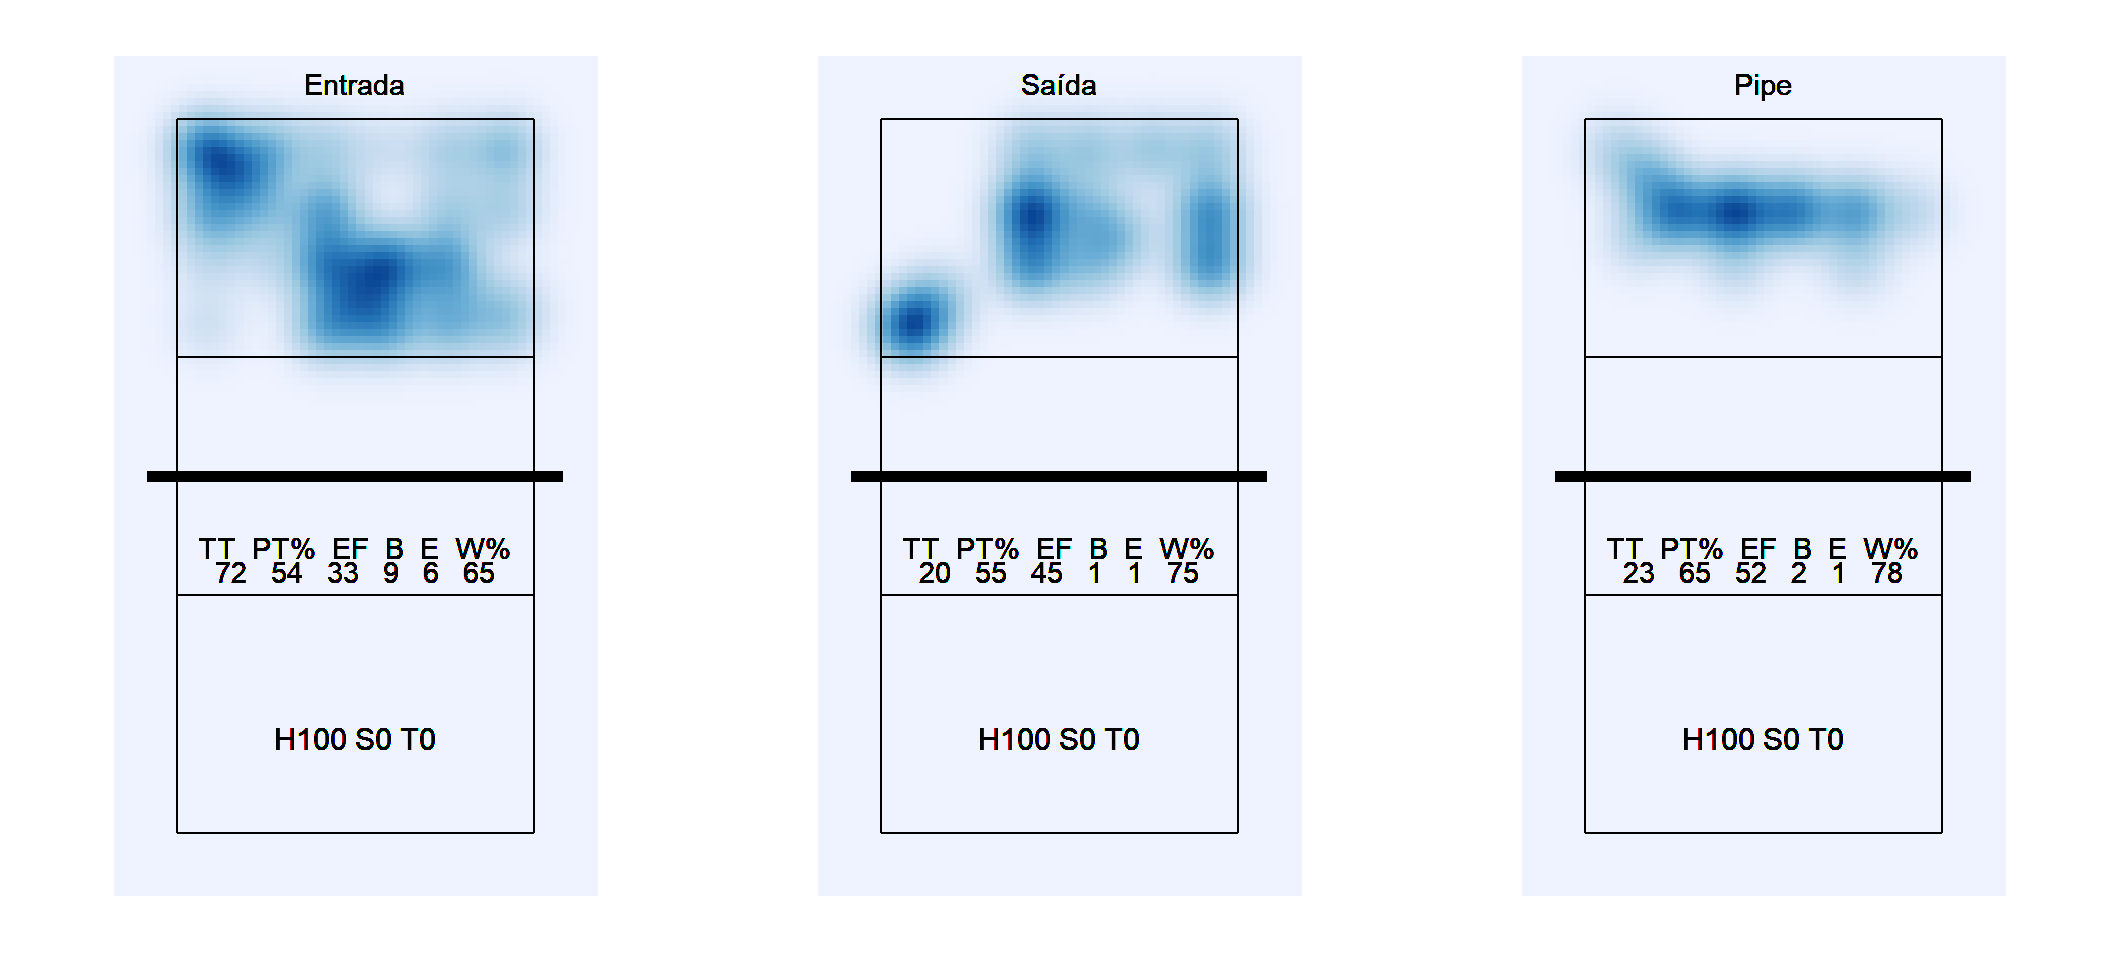 Entrada
TT PT% EF B E W%
72 54 33 9 6 65
H100 S0 T0
Saída
TT PT% EF B E W%
20 55 45 1 1 75
H100 S0 T0
Pipe
TT PT% EF B E W%
23 65 52 2 1 78
H100 S0 T0